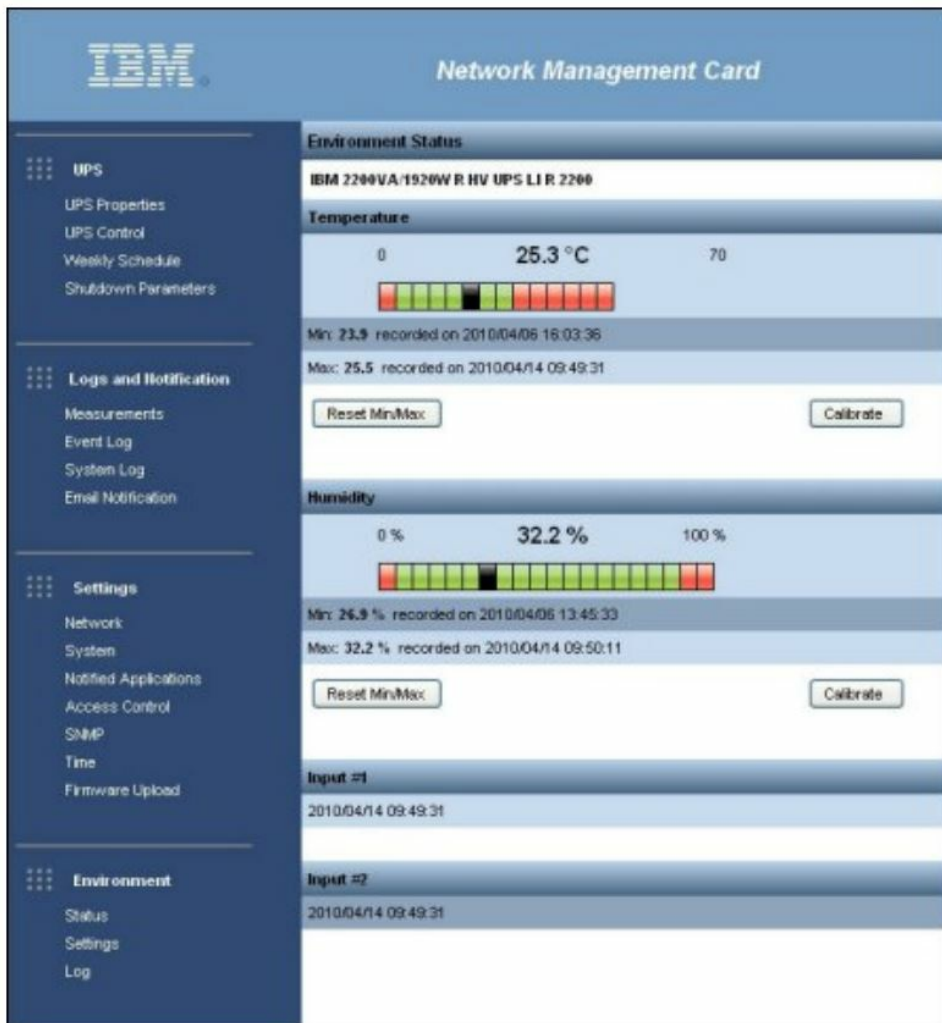 IBM
Network Management Card
UPS
UPS Properties
UPS Control
Weekly Schedule
Shutdown Parameters
Logs and Notification
Measurements
Event Log
System Log
Email Notification
Settings
Network
System
Notified Applications
Access Control
SNMP
Time
Firmware Upload
Environment
Status
Settings
Log
Environment Status
IBM 2200VA/1920W R HV UPS LI R 2200
Temperature
0 25.3 °C 70
Min: 23.9 recorded on 2010/04/06 16:03:36
Max: 25.5 recorded on 2010/04/14 09:49:31
Reset Min/Max Calibrate
Humidity
0 % 32.2 % 100 %
Min: 26.9 % recorded on 2010/04/06 13:45:33
Max: 32.2 % recorded on 2010/04/14 09:50:11
Reset Min/Max Calibrate
Input #1
2010/04/14 09:49:31
Input #2
2010/04/14 09:49:31